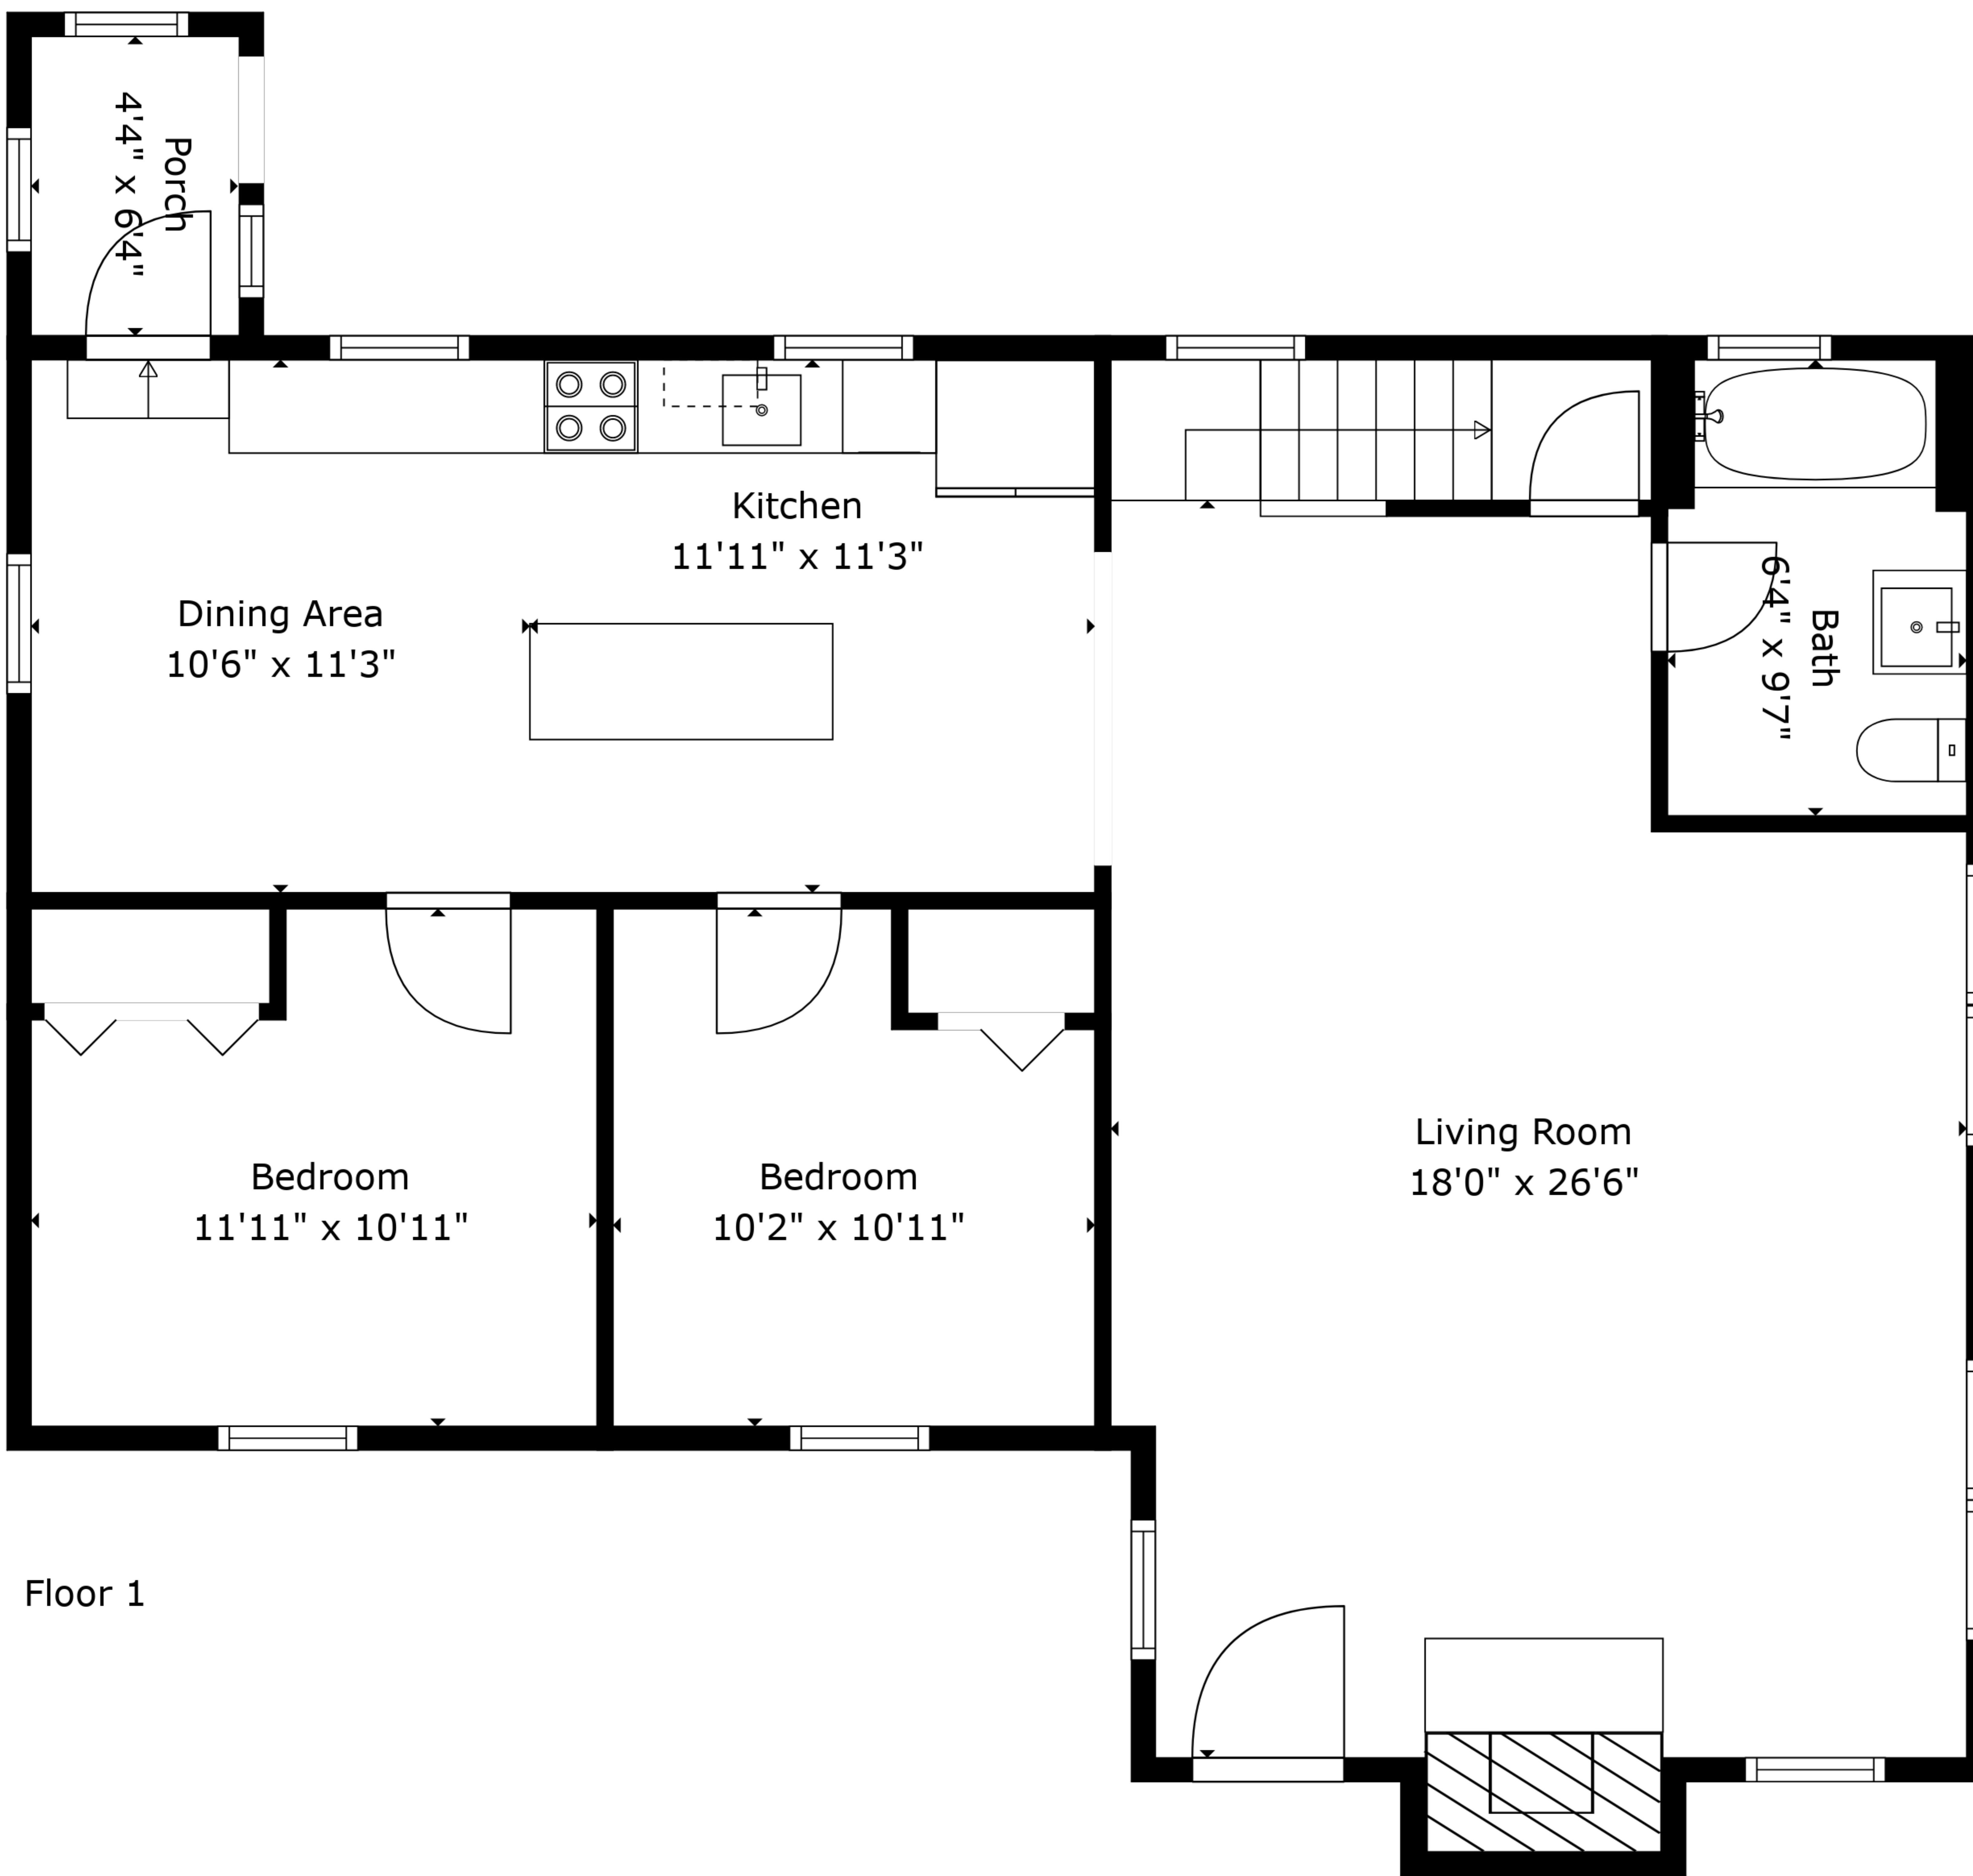 Porch
4'4" x 6'4"
Kitchen
11'11" x 11'3"
Dining Area
10'6" x 11'3"
Bath
6'4" x 9'7"
Living Room
18'0" x 26'6"
Bedroom
11'11" x 10'11"
Bedroom
10'2" x 10'11"
Floor 1